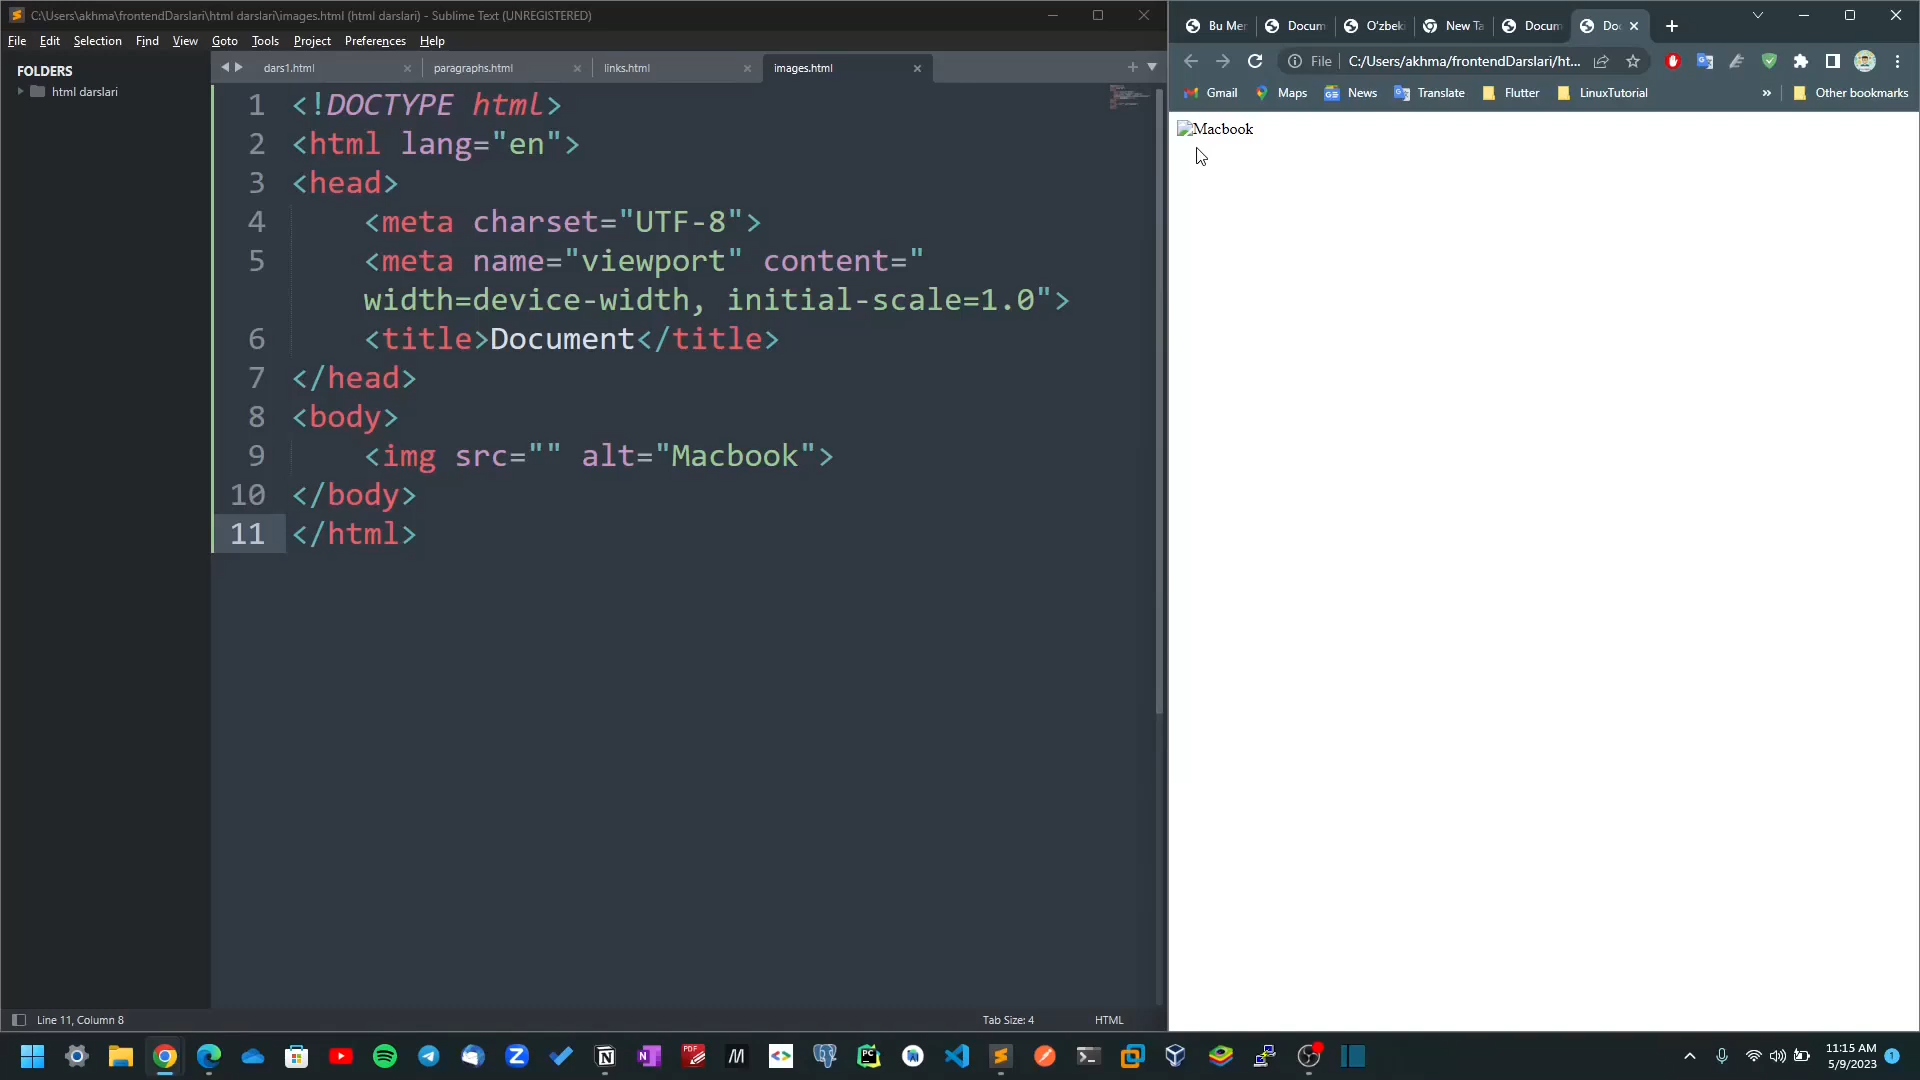 C:\Users\akhma\frontendDarslari\html darslari\images.html (html darslari) - Sublime Text (UNREGISTERED)
File Edit Selection Find View Goto Tools Project Preferences Help
FOLDERS
html darslari
dars1.html paragraphs.html links.html images.html
1 <!DOCTYPE html>
2 <html lang="en">
3 <head>
4 <meta charset="UTF-8">
5 <meta name="viewport" content="
width=device-width, initial-scale=1.0">
6 <title>Document</title>
7 </head>
8 <body>
9 <img src="" alt="Macbook">
10 </body>
11 </html>
Line 11, Column 8 Tab Size: 4 HTML
Bu Mer Docum O'zbeki New Ta Docum Doc
File C:/Users/akhma/frontendDarslari/ht...
Gmail Maps News Translate Flutter LinuxTutorial » Other bookmarks
Macbook
11:15 AM
5/9/2023
1